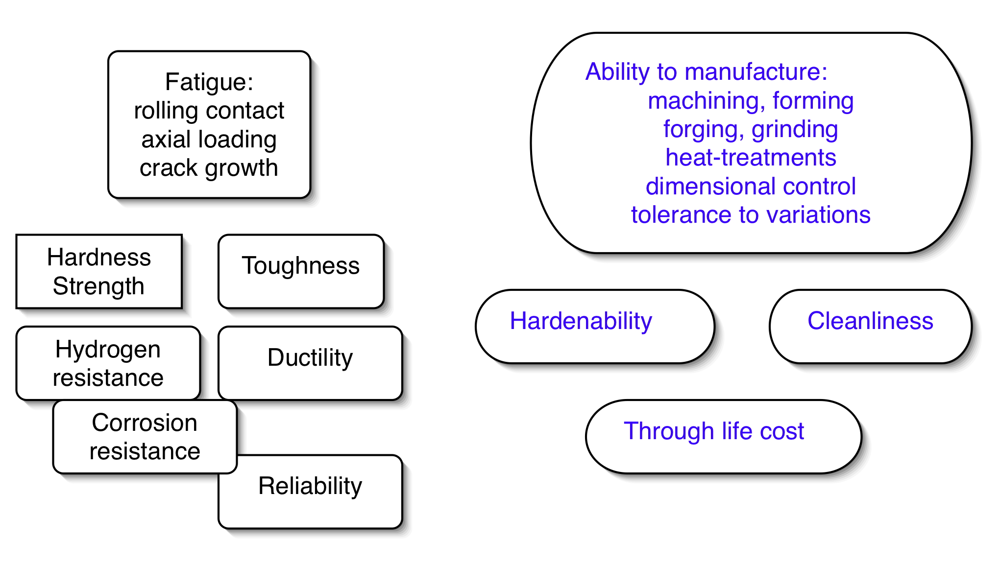 Fatigue:
rolling contact
axial loading
crack growth
Hardness
Strength
Toughness
Hydrogen
resistance
Ductility
Corrosion
resistance
Reliability
Ability to manufacture:
machining, forming
forging, grinding
heat-treatments
dimensional control
tolerance to variations
Hardenability
Cleanliness
Through life cost